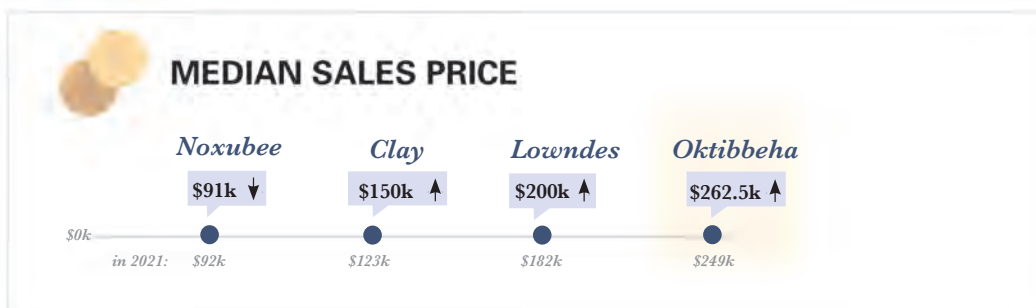 MEDIAN SALES PRICE
Noxubee Clay Lowndes Oktibbeha
$91k $150k $200k $262.5k
$0k
in 2021: $92k $123k $182k $249k